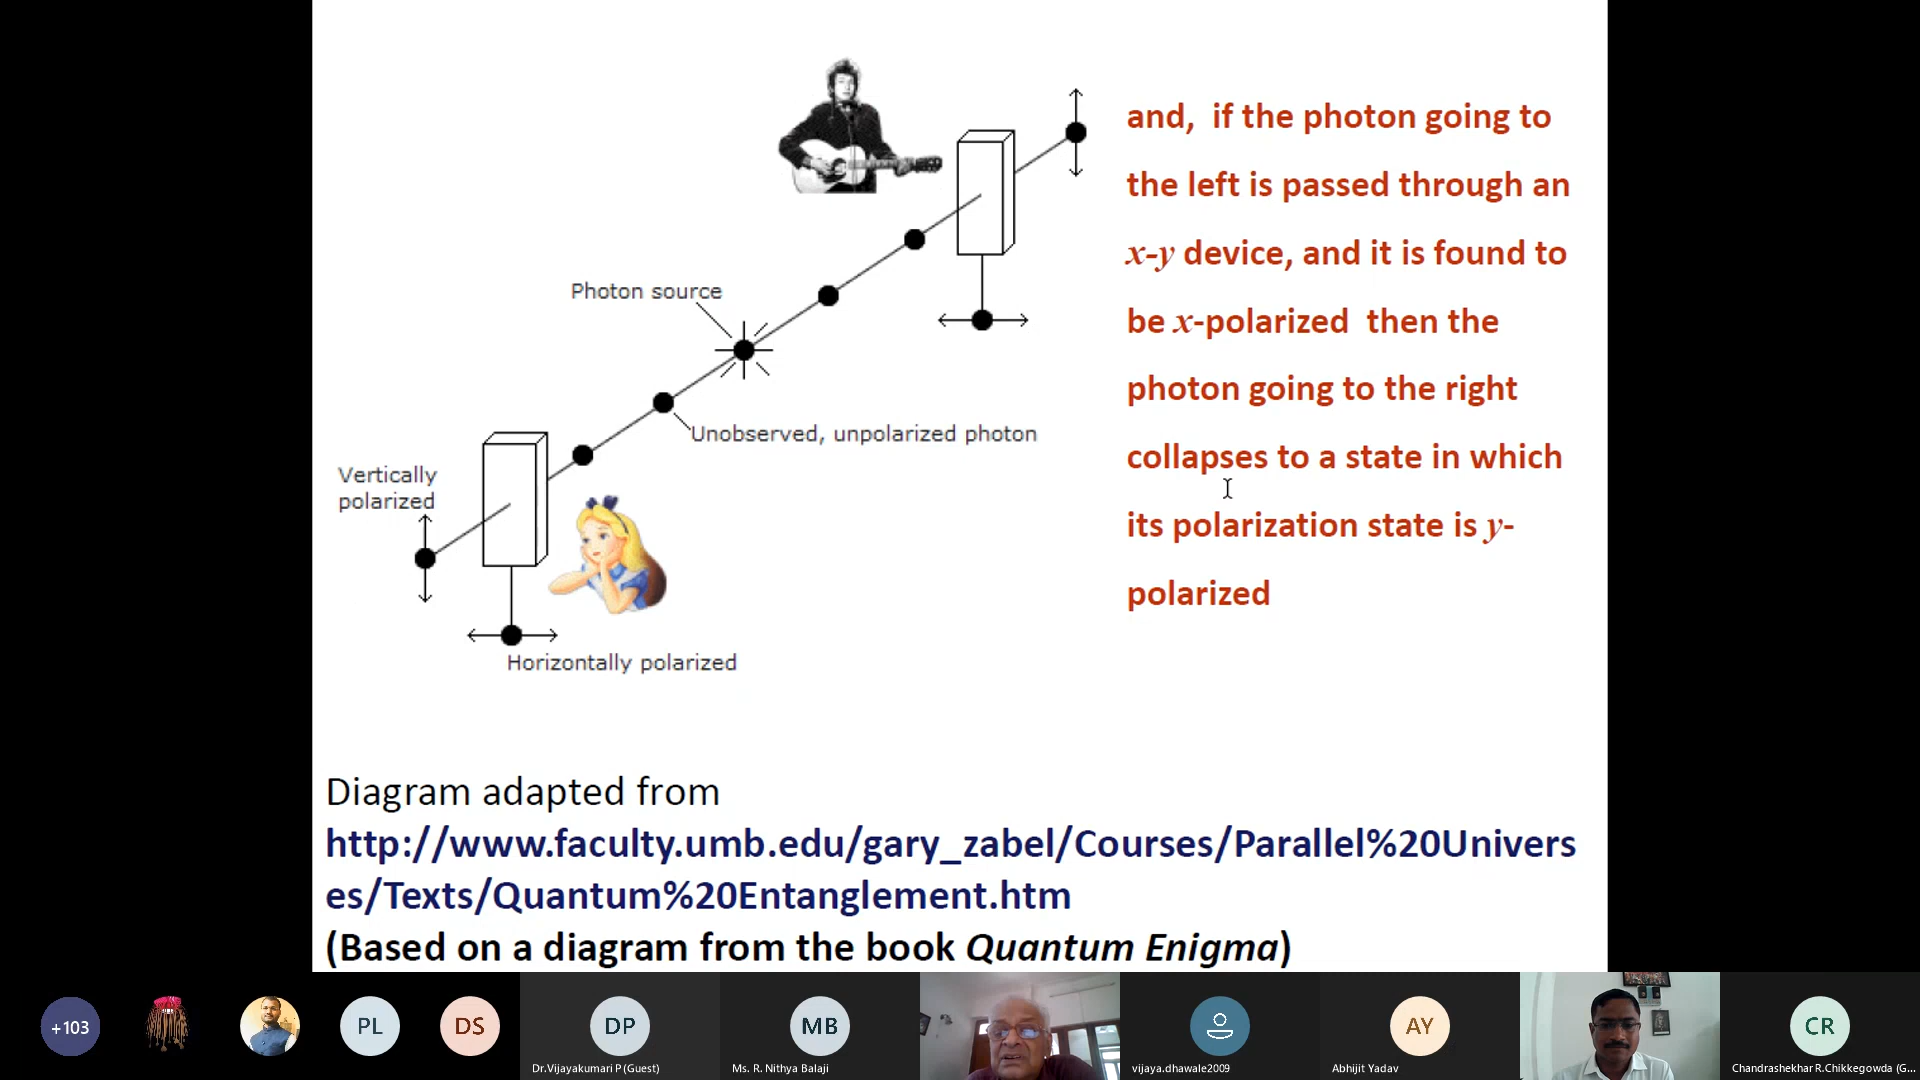 and, if the photon going to
the left is passed through an
x-y device, and it is found to
be x-polarized then the
photon going to the right
collapses to a state in which
its polarization state is y-
polarized
Photon source
Unobserved, unpolarized photon
Vertically
polarized
Horizontally polarized
Diagram adapted from
http://www.faculty.umb.edu/gary_zabel/Courses/Parallel%20Univers
es/Texts/Quantum%20Entanglement.htm
(Based on a diagram from the book Quantum Enigma)
+103
PL
DS
DP
Dr.Vijayakumari P (Guest)
MB
Ms. R. Nithya Balaji
vijaya.dhawale2009
AY
Abhijit Yadav
CR
Chandrashekhar R.Chikkegowda (G...